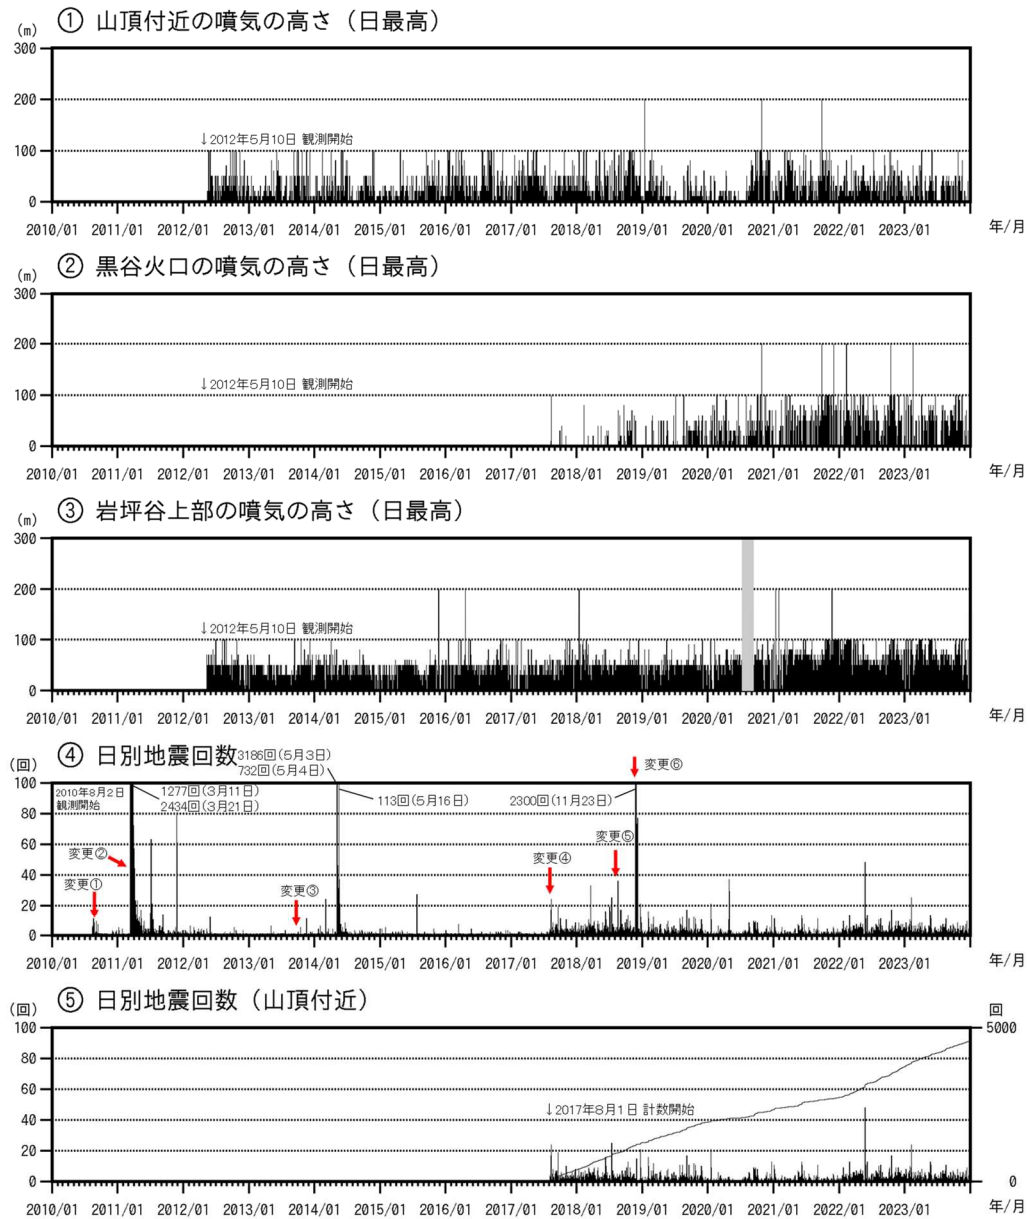 ① 山頂付近の噴気の高さ（日最高）
(m)
300
200
↓2012年5月10日 観測開始
100
0
2010/01 2011/01 2012/01 2013/01 2014/01 2015/01 2016/01 2017/01 2018/01 2019/01 2020/01 2021/01 2022/01 2023/01 年/月
② 黒谷火口の噴気の高さ（日最高）
(m)
300
200
↓2012年5月10日 観測開始
100
0
2010/01 2011/01 2012/01 2013/01 2014/01 2015/01 2016/01 2017/01 2018/01 2019/01 2020/01 2021/01 2022/01 2023/01 年/月
③ 岩坪谷上部の噴気の高さ（日最高）
(m)
300
200
↓2012年5月10日 観測開始
100
0
2010/01 2011/01 2012/01 2013/01 2014/01 2015/01 2016/01 2017/01 2018/01 2019/01 2020/01 2021/01 2022/01 2023/01 年/月
④ 日別地震回数
3186回(5月3日)
732回(5月4日)
(回)
変更⑥
100
2010年8月2日
観測開始
1277回(3月11日)
2434回(3月21日)
113回(5月16日)
2300回(11月23日)
80
変更⑤
60
変更②
変更④
40
変更①
変更③
20
0
2010/01 2011/01 2012/01 2013/01 2014/01 2015/01 2016/01 2017/01 2018/01 2019/01 2020/01 2021/01 2022/01 2023/01 年/月
⑤ 日別地震回数（山頂付近）
(回) 回
100 5000
80
60
↓2017年8月1日 計数開始
40
20
0 0
2010/01 2011/01 2012/01 2013/01 2014/01 2015/01 2016/01 2017/01 2018/01 2019/01 2020/01 2021/01 2022/01 2023/01 年/月